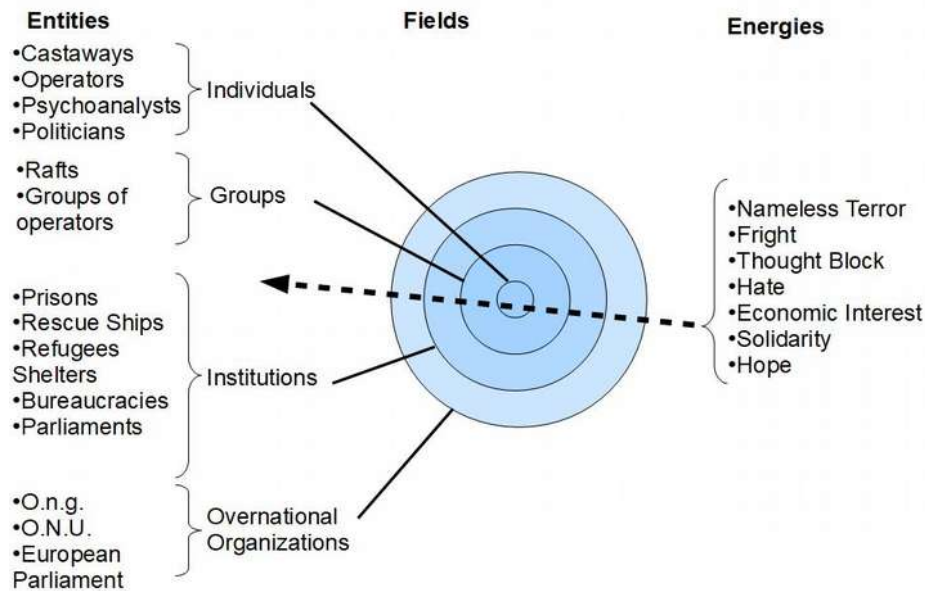 Entities
Fields
Energies
•Castaways
•Operators
•Psychoanalysts
•Politicians
Individuals
•Rafts
•Groups of
operators
Groups
•Prisons
•Rescue Ships
•Refugees
Shelters
•Bureaucracies
•Parliaments
Institutions
•O.n.g.
•O.N.U.
•European
Parliament
Overnational
Organizations
•Nameless Terror
•Fright
•Thought Block
•Hate
•Economic Interest
•Solidarity
•Hope